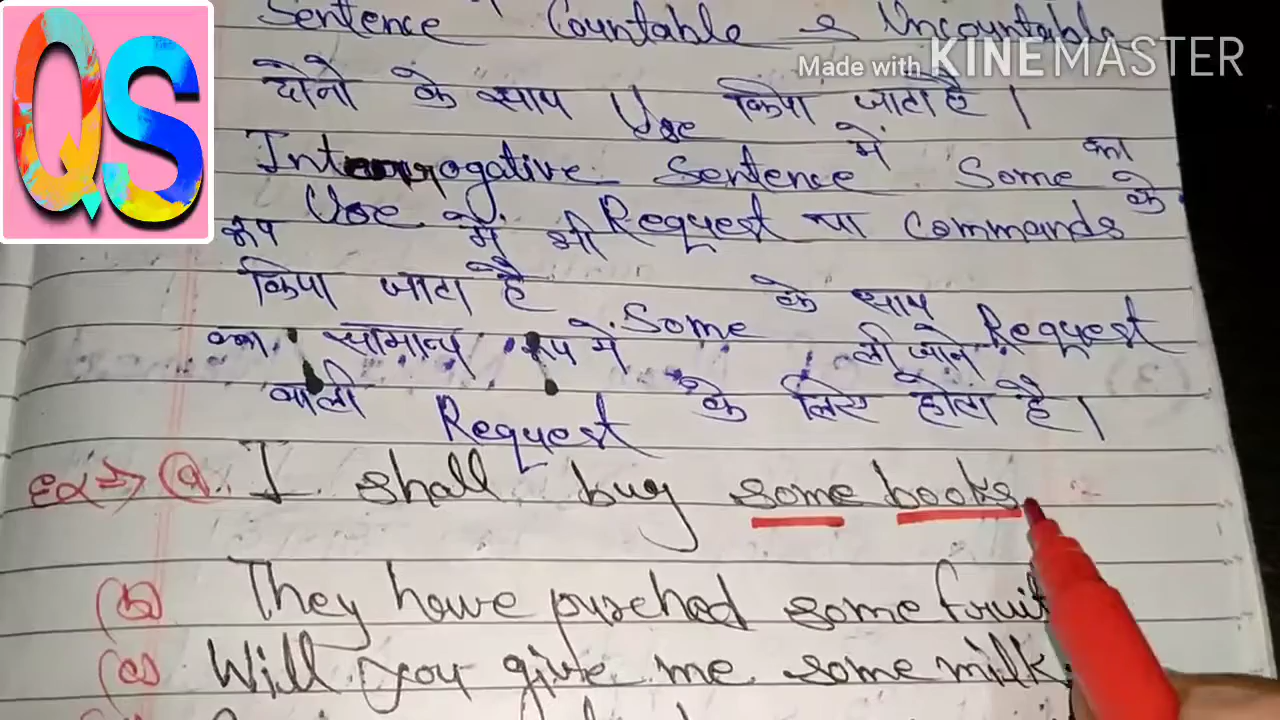 QS
Made with KINEMASTER
Sentence Countable & Uncountable
दोनो के साथ Use किया जाता है।
Interrogative Sentence में Some का
Use में भी Request या Commands के
रूप में
किया जाता है
का सामान्य रूप में Some के साथ Request
वाली Request के लिए होता है। ली जाने
Ex⇒ (a). I shall buy some books.
(b) They have purched some fruit
(c) Will you give me some milk